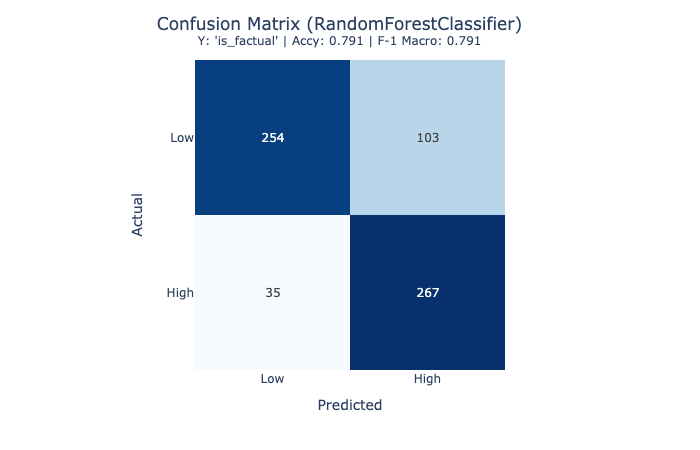 Confusion Matrix (RandomForestClassifier)
Y: 'is_factual' | Accy: 0.791 | F-1 Macro: 0.791
Low 254 103
Actual
High 35 267
Low High
Predicted